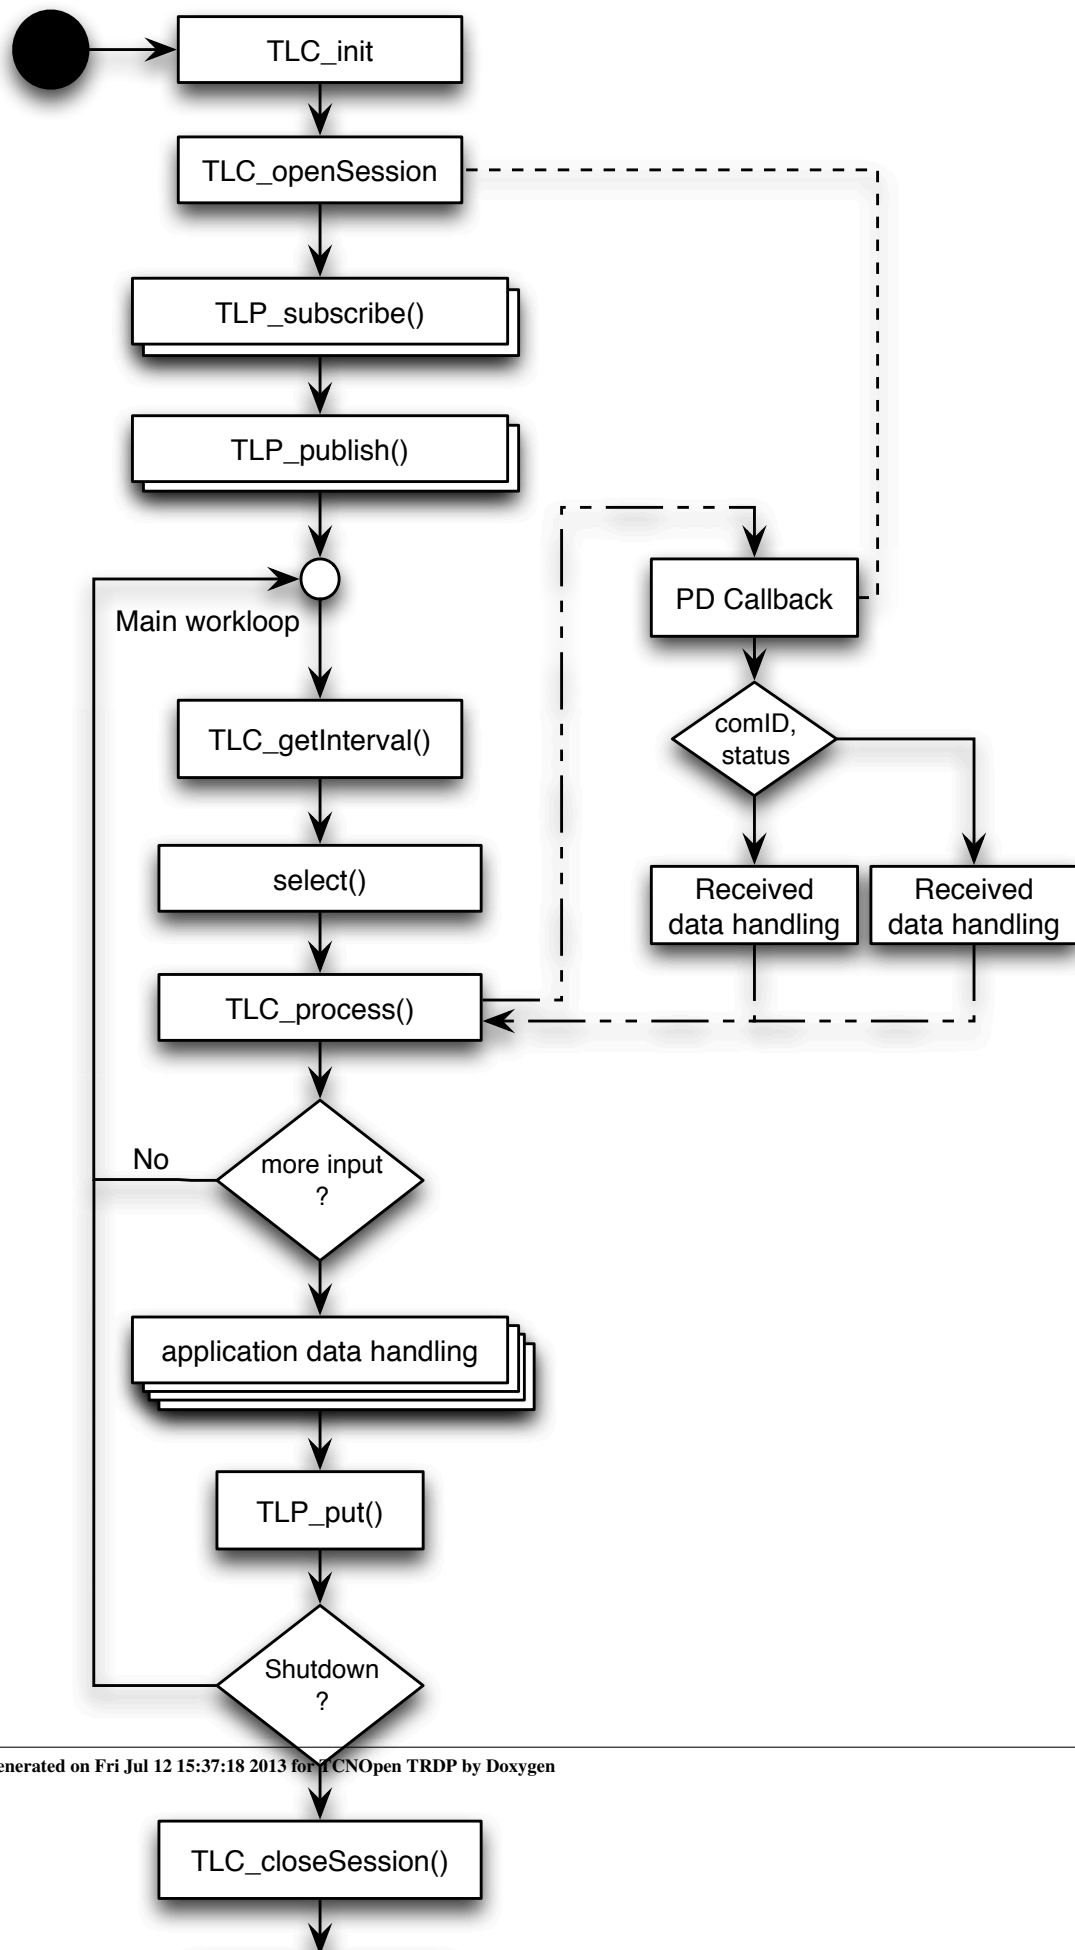 TLC_init
TLC_openSession
TLP_subscribe()
TLP_publish()
Main workloop
PD Callback
comID,
status
TLC_getInterval()
select()
Received
data handling
Received
data handling
TLC_process()
No
more input
?
application data handling
TLP_put()
Shutdown
?
enerated on Fri Jul 12 15:37:18 2013 for TCNOpen TRDP by Doxygen
TLC_closeSession()